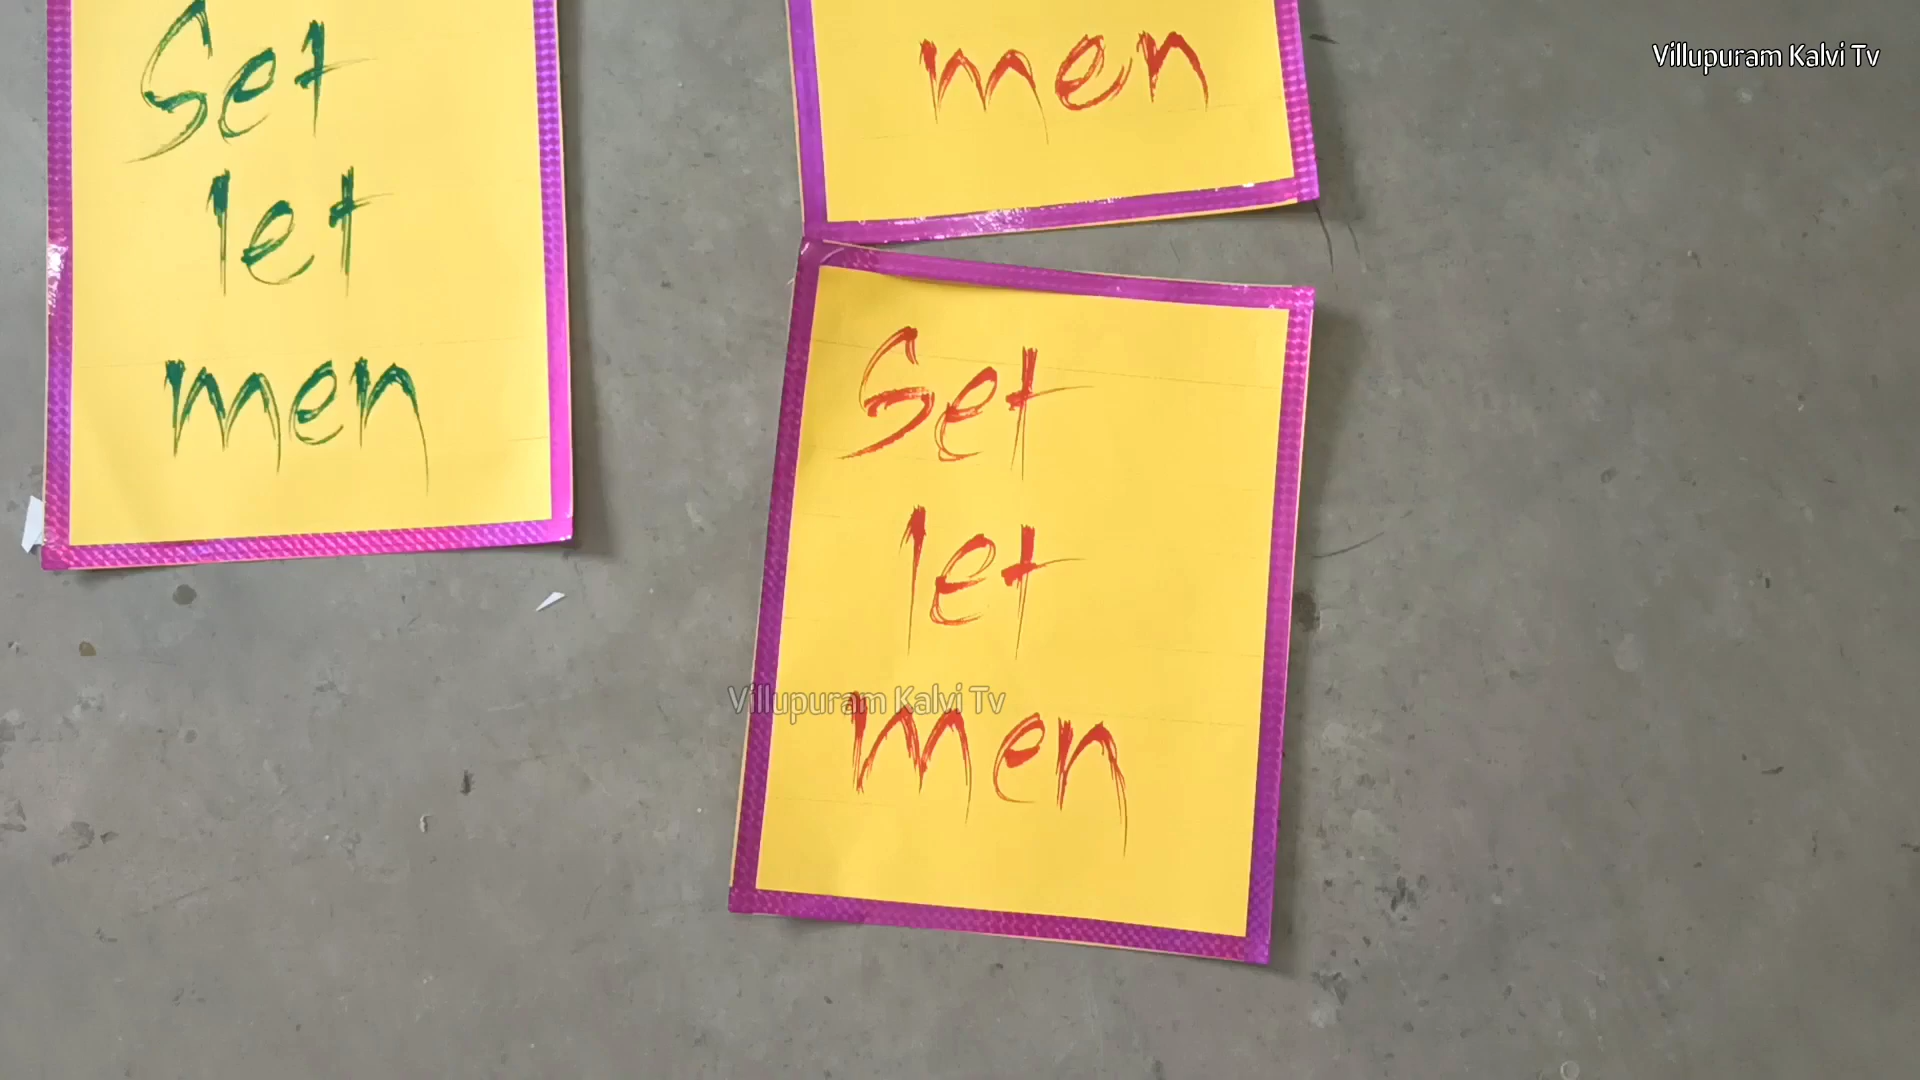 Set
let
men
men
Set
let
men
Villupuram Kalvi Tv
Villupuram Kalvi Tv